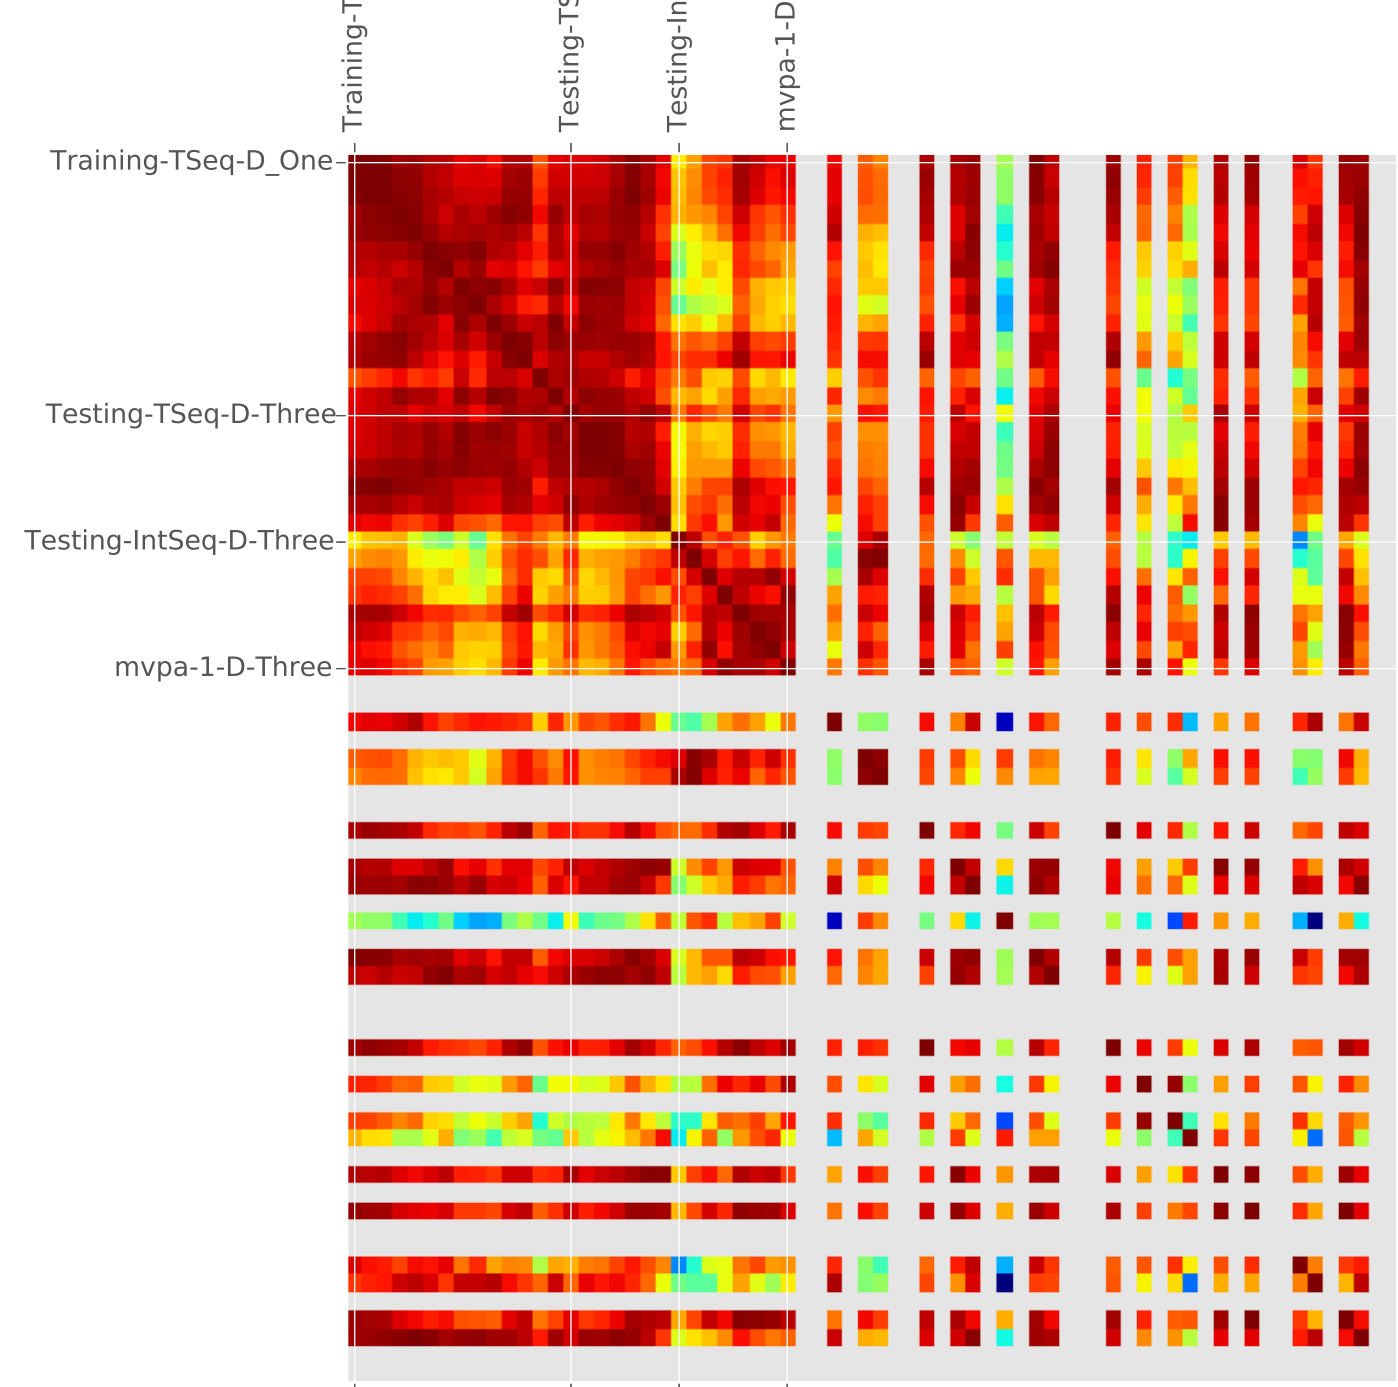 Training-T
Testing-TS
Testing-In
mvpa-1-D
Training-TSeq-D_One
Testing-TSeq-D-Three
Testing-IntSeq-D-Three
mvpa-1-D-Three